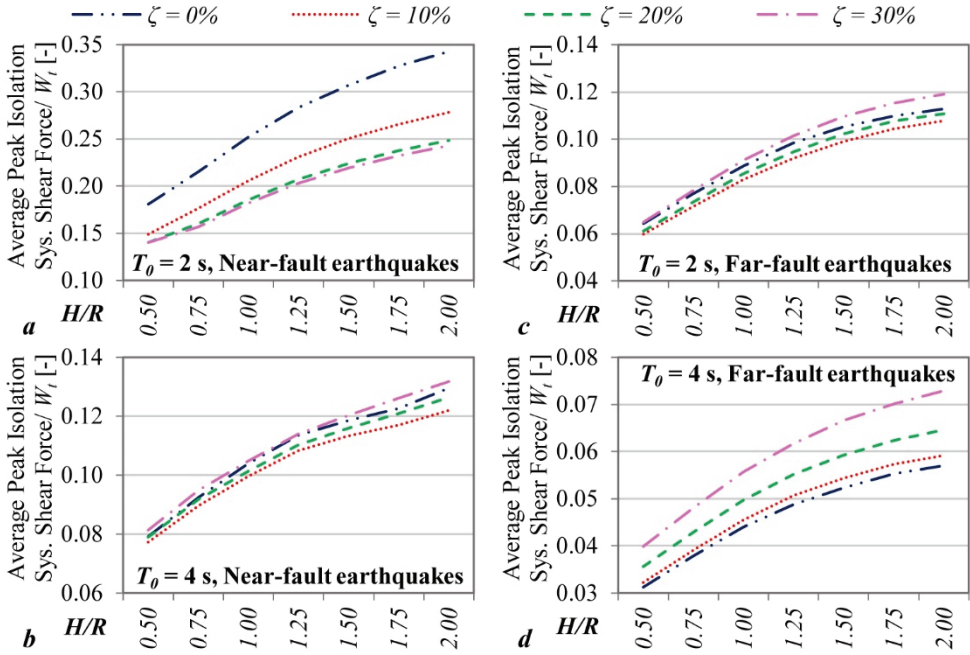 ζ = 0% ζ = 10% ζ = 20% ζ = 30%
Average Peak Isolation
Sys. Shear Force/ Wt [-]
0.35
0.30
0.25
0.20
0.15
0.10
T0 = 2 s, Near-fault earthquakes
a H/R 0.50 0.75 1.00 1.25 1.50 1.75 2.00
Average Peak Isolation
Sys. Shear Force/ Wt [-]
0.14
0.12
0.10
0.08
0.06
0.04
T0 = 2 s, Far-fault earthquakes
c H/R 0.50 0.75 1.00 1.25 1.50 1.75 2.00
Average Peak Isolation
Sys. Shear Force/ Wt [-]
0.14
0.12
0.10
0.08
0.06
T0 = 4 s, Near-fault earthquakes
b H/R 0.50 0.75 1.00 1.25 1.50 1.75 2.00
Average Peak Isolation
Sys. Shear Force/ Wt [-]
0.08
0.07
0.06
0.05
0.04
0.03
T0 = 4 s, Far-fault earthquakes
d H/R 0.50 0.75 1.00 1.25 1.50 1.75 2.00